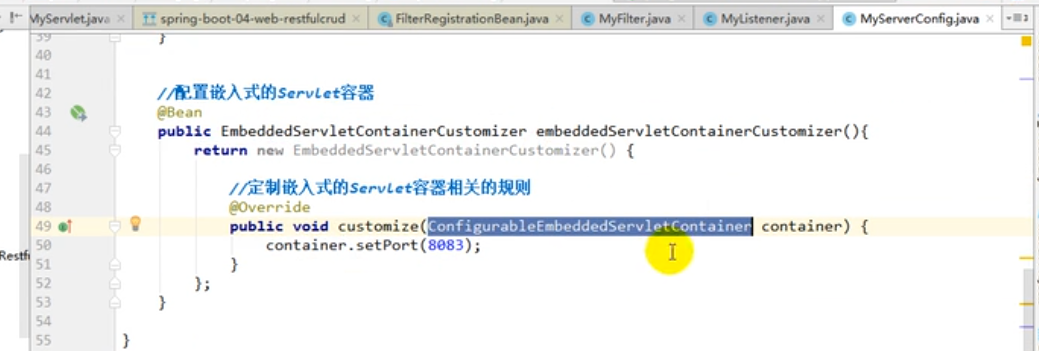 MyServlet.java × spring-boot-04-web-restfulcrud × FilterRegistrationBean.java × MyFilter.java × MyListener.java × MyServerConfig.java ×
39 }
40
41
42 //配置嵌入式的Servlet容器
43 @Bean
44 public EmbeddedServletContainerCustomizer embeddedServletContainerCustomizer(){
45 return new EmbeddedServletContainerCustomizer() {
46
47 //定制嵌入式的Servlet容器相关的规则
48 @Override
49 public void customize(ConfigurableEmbeddedServletContainer container) {
50 container.setPort(8083);
51 }
52 };
53 }
54
55 }